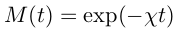 M(t) = exp(−χt)